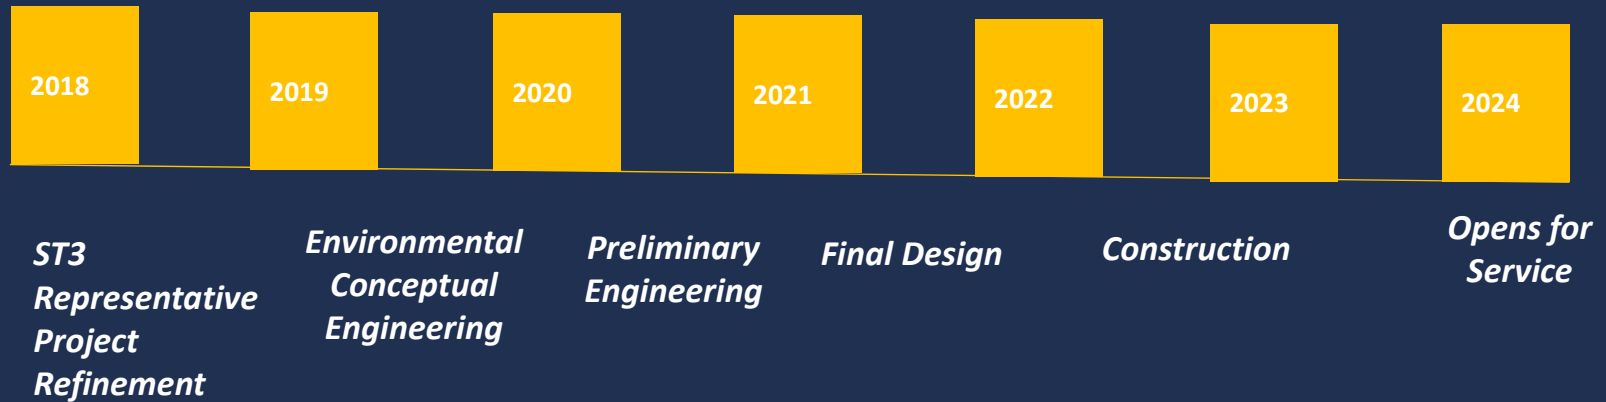 2018
2019
2020
2021
2022
2023
2024
ST3
Representative
Project
Refinement
Environmental
Conceptual
Engineering
Preliminary
Engineering
Final Design
Construction
Opens for
Service